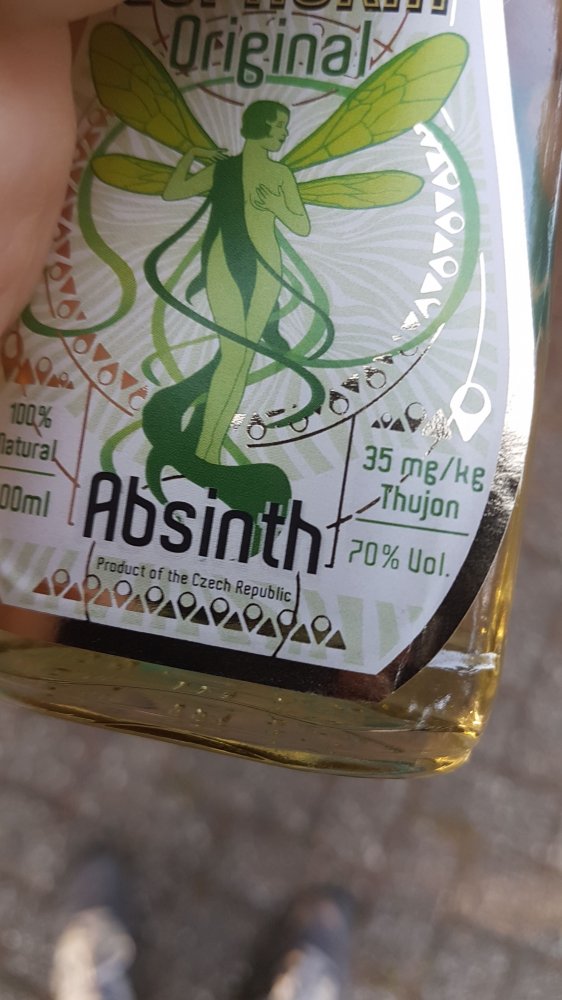 Original
100%
Natural
00ml
35 mg/kg
Thujon
70% Vol.
Absinth
Product of the Czech Republic